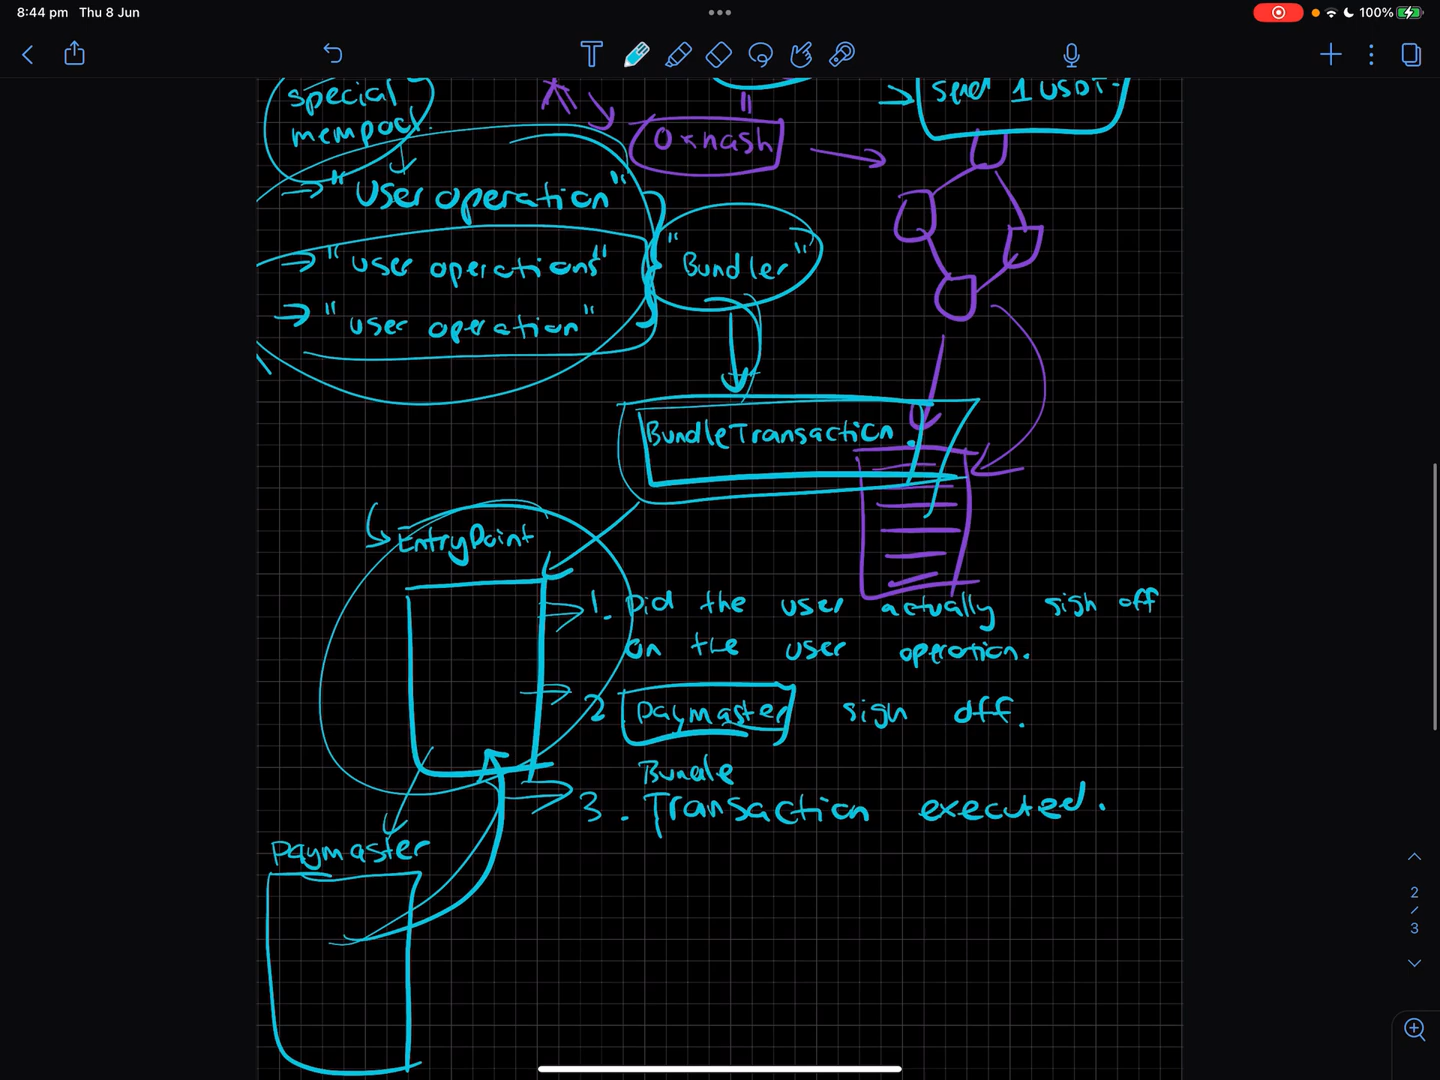 8:44 pm Thu 8 Jun
100%
special
mempool.
send 1 USDT
0xhash
→ "User operation"
→ "user operations"
→ "user operation"
"Bundler"
BundleTransaction.
EntryPoint
1. Did the user actually sign off
on the user operation.
2 Paymaster sign off.
Bundle
3. Transaction executed.
Paymaster
2
/
3